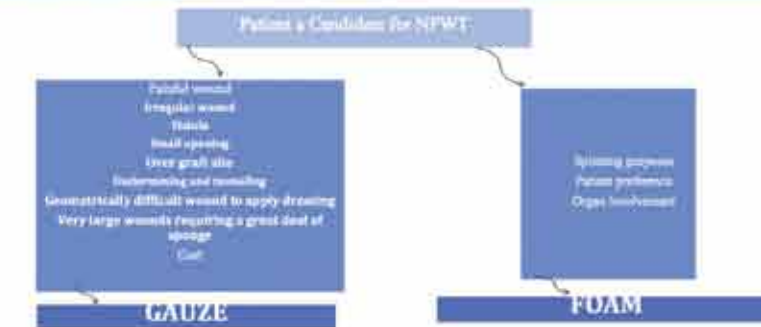 Patient a Candidate for NPWT
Painful wound
Irregular wound
Fistula
Small opening
Over graft site
Undermining and tunneling
Geometrically difficult wound to apply dressing
Very large wounds requiring a great deal of
sponge
Cost
GAUZE
Splinting purposes
Patient preference
Organ involvement
FOAM